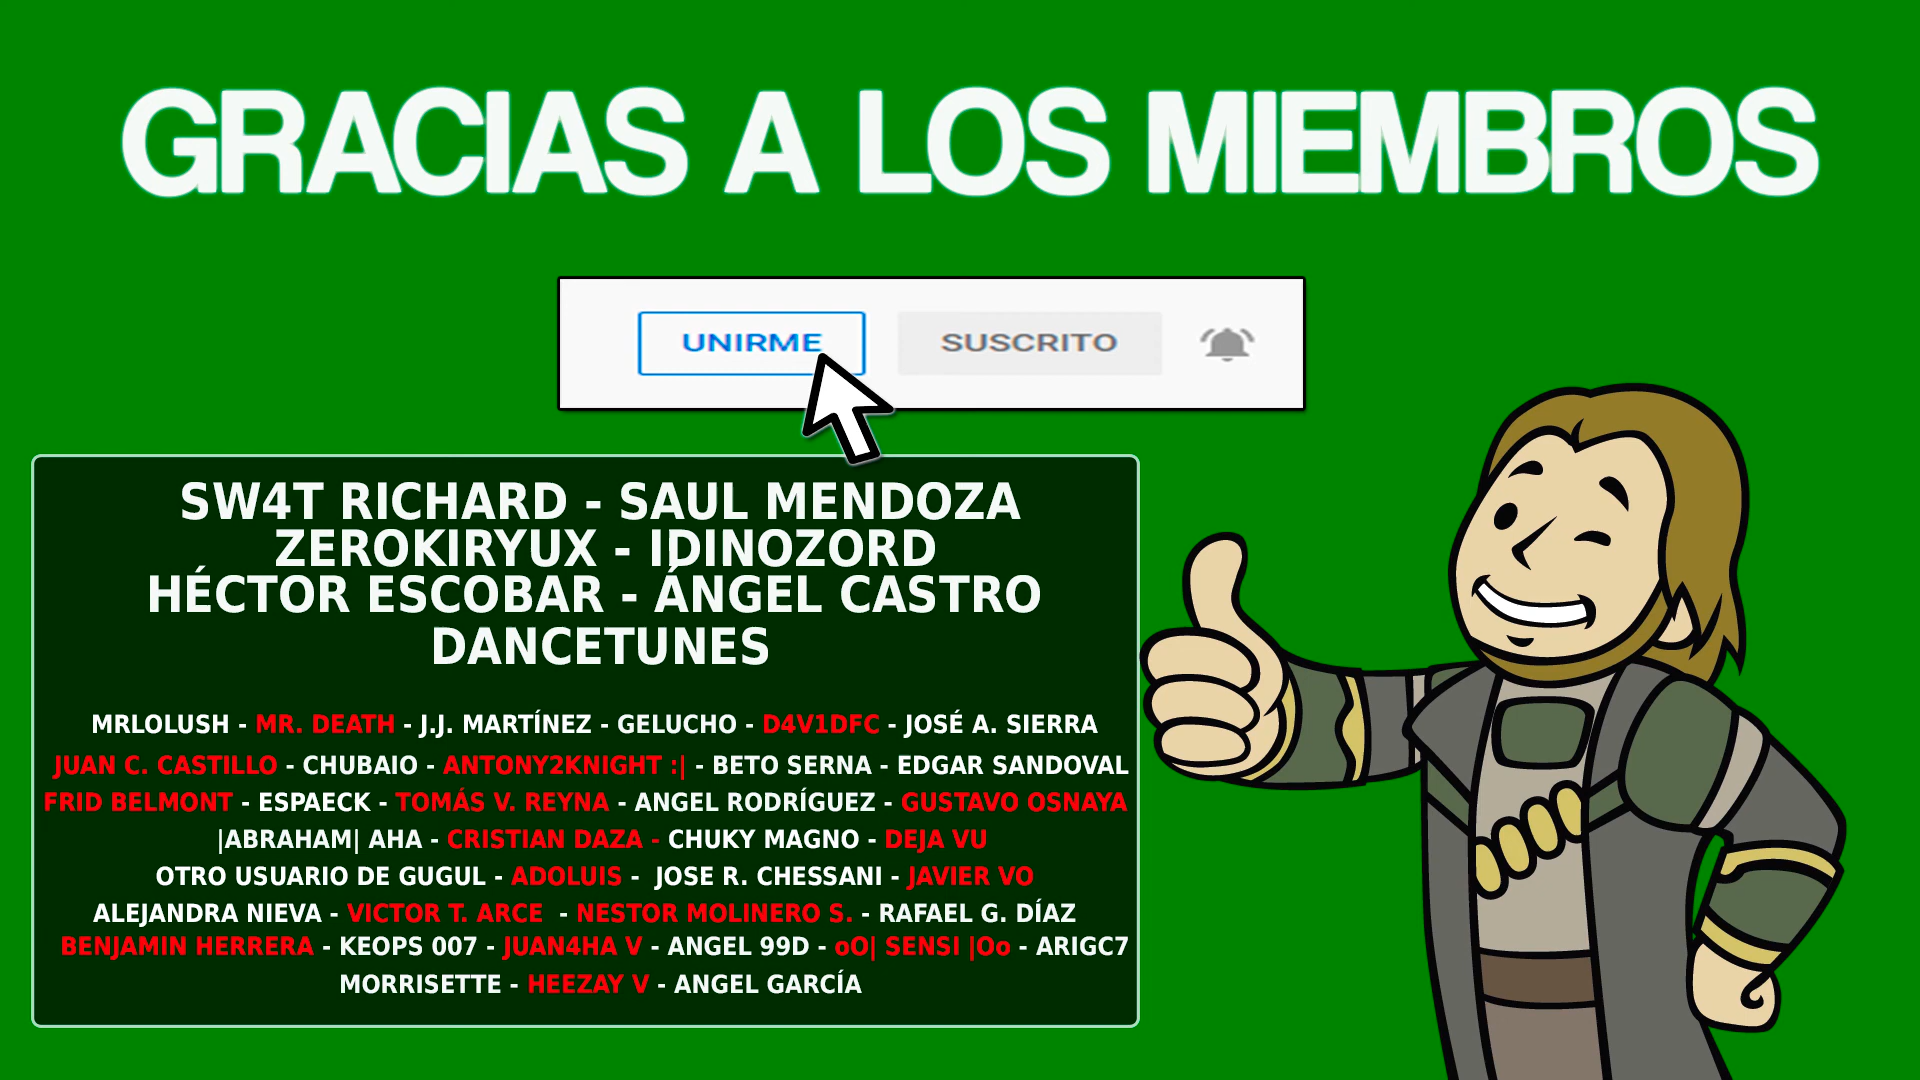 GRACIAS A LOS MIEMBROS
UNIRME SUSCRITO
SW4T RICHARD - SAUL MENDOZA
ZEROKIRYUX - IDINOZORD
HÉCTOR ESCOBAR - ÁNGEL CASTRO
DANCETUNES
MRLOLUSH - MR. DEATH - J.J. MARTÍNEZ - GELUCHO - D4V1DFC - JOSÉ A. SIERRA
JUAN C. CASTILLO - CHUBAIO - ANTONY2KNIGHT :| - BETO SERNA - EDGAR SANDOVAL
FRID BELMONT - ESPAECK - TOMÁS V. REYNA - ANGEL RODRÍGUEZ - GUSTAVO OSNAYA
|ABRAHAM| AHA - CRISTIAN DAZA - CHUKY MAGNO - DEJA VU
OTRO USUARIO DE GUGUL - ADOLUIS - JOSE R. CHESSANI - JAVIER VO
ALEJANDRA NIEVA - VICTOR T. ARCE - NESTOR MOLINERO S. - RAFAEL G. DÍAZ
BENJAMIN HERRERA - KEOPS 007 - JUAN4HA V - ANGEL 99D - oO| SENSI |Oo - ARIGC7
MORRISETTE - HEEZAY V - ANGEL GARCÍA